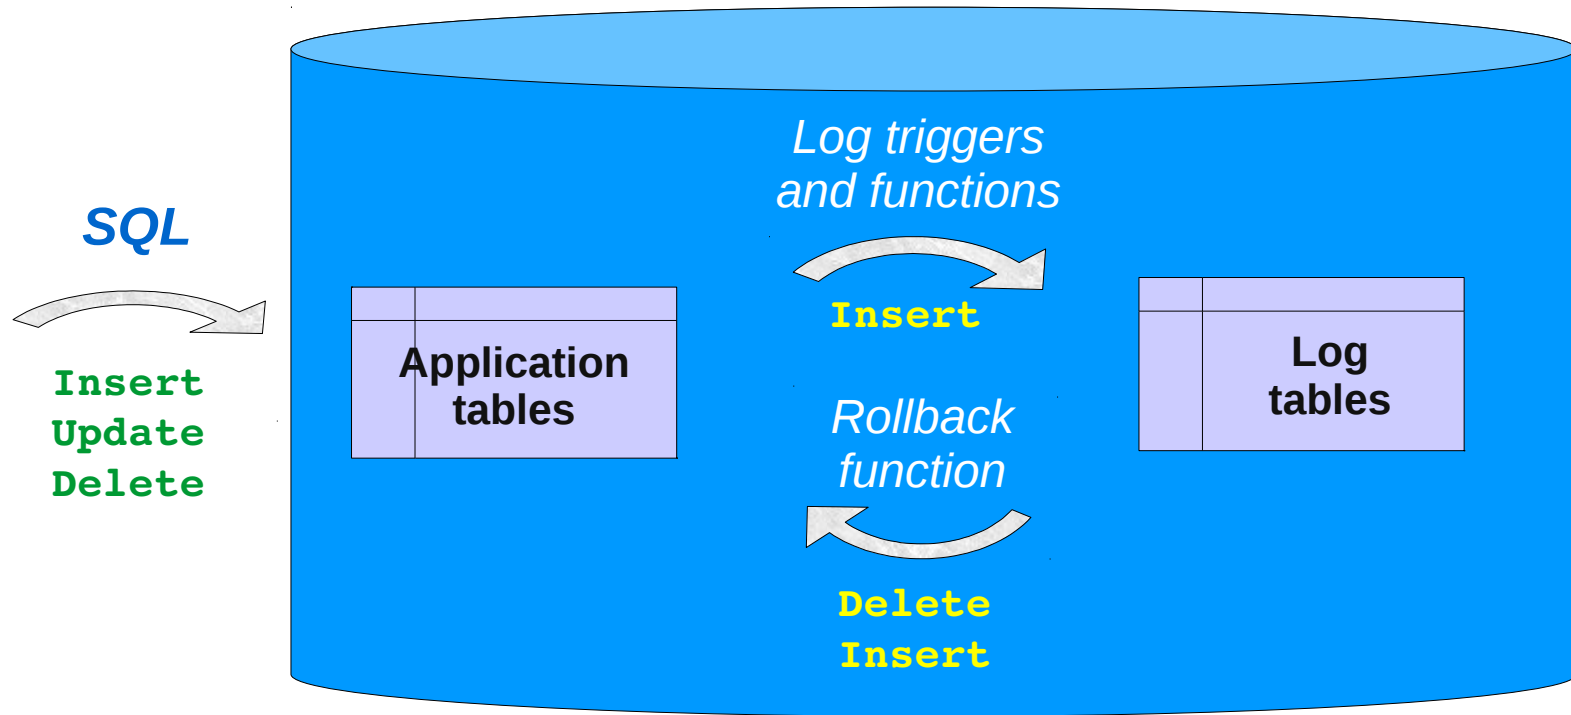 SQL
Insert
Update
Delete
Application
tables
Log triggers
and functions
Insert
Rollback
function
Delete
Insert
Log
tables